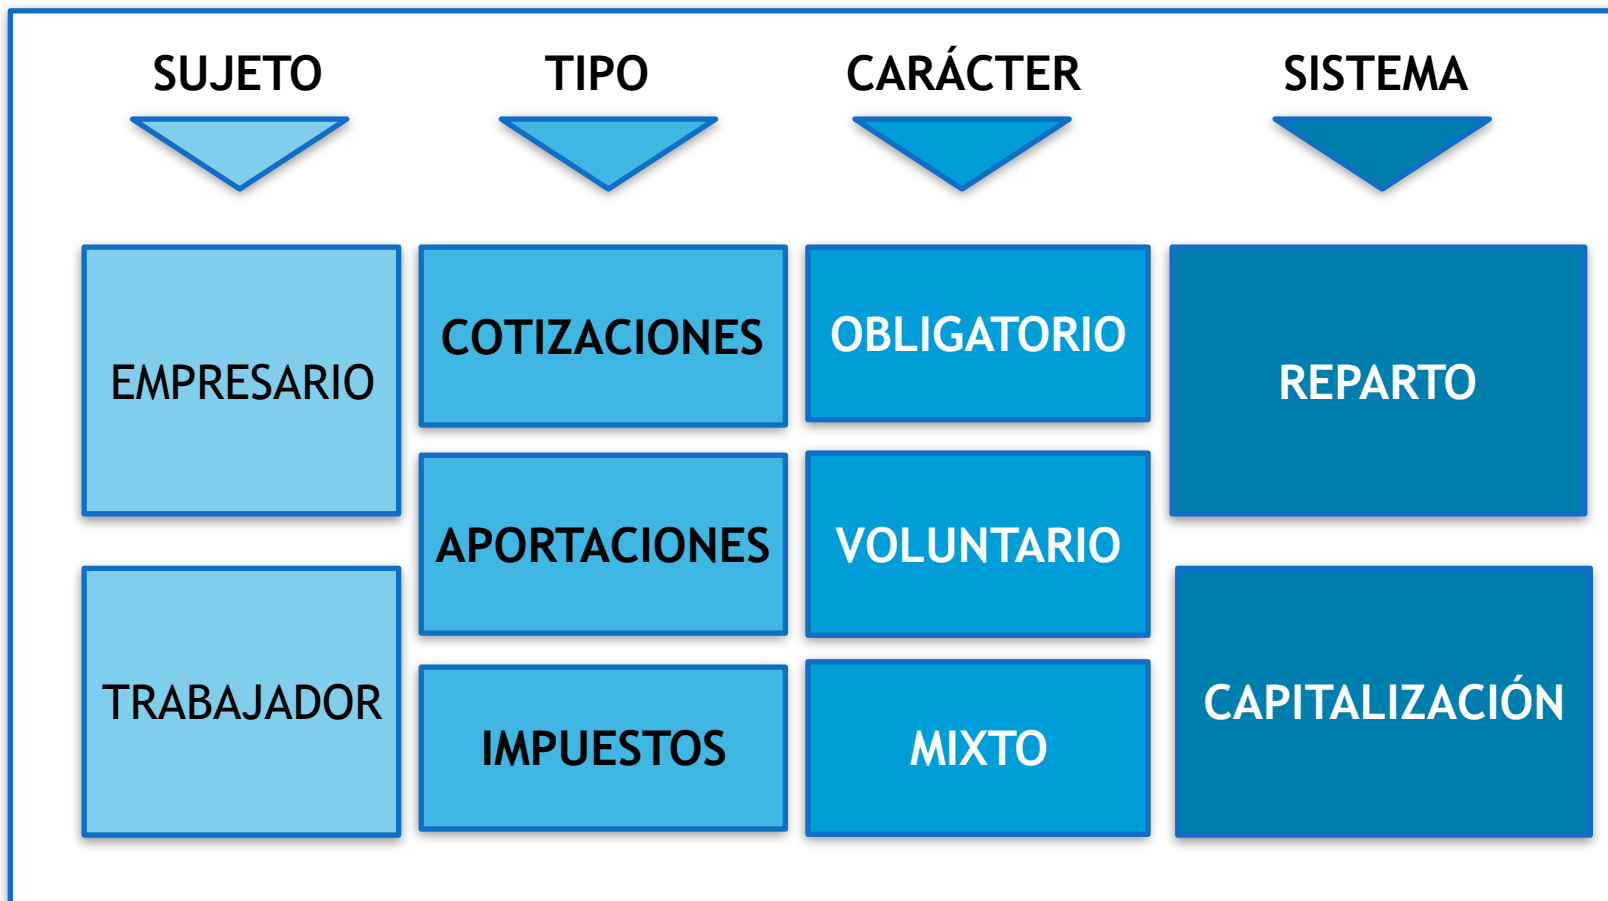 SUJETO
TIPO
CARÁCTER
SISTEMA
EMPRESARIO
TRABAJADOR
COTIZACIONES
APORTACIONES
IMPUESTOS
OBLIGATORIO
VOLUNTARIO
MIXTO
REPARTO
CAPITALIZACIÓN